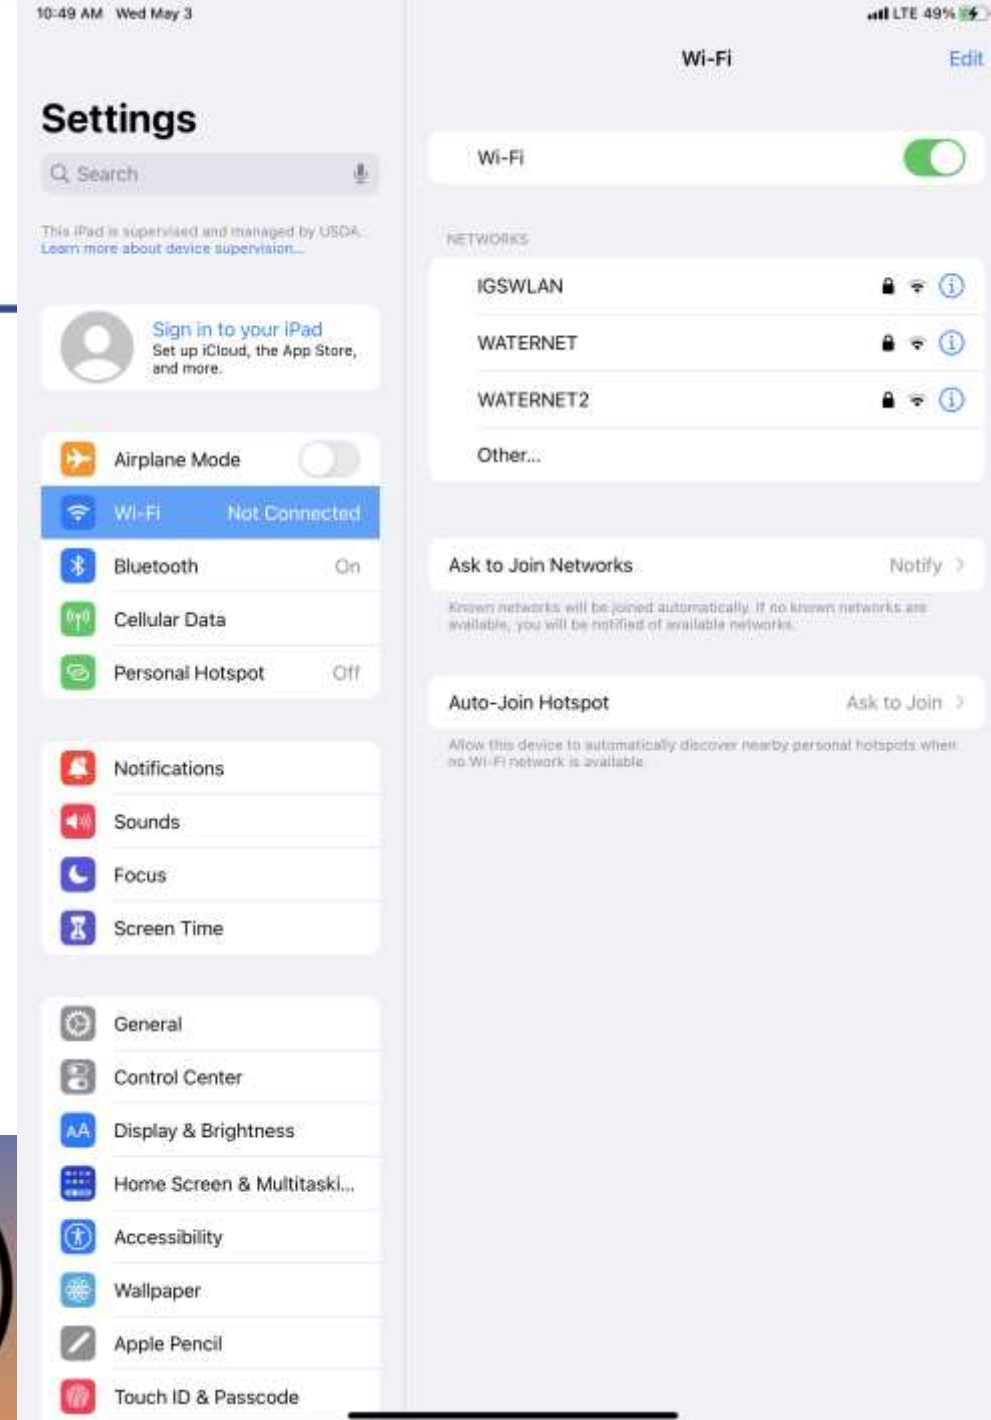 10:49 AM Wed May 3
LTE 49%
Settings
Search
This iPad is supervised and managed by USDA.
Learn more about device supervision...
Sign in to your iPad
Set up iCloud, the App Store,
and more.
Airplane Mode
Wi-Fi Not Connected
Bluetooth On
Cellular Data
Personal Hotspot Off
Notifications
Sounds
Focus
Screen Time
General
Control Center
AA Display & Brightness
Home Screen & Multitaski...
Accessibility
Wallpaper
Apple Pencil
Touch ID & Passcode
Wi-Fi Edit
Wi-Fi
NETWORKS
IGSWLAN
WATERNET
WATERNET2
Other...
Ask to Join Networks Notify
Known networks will be joined automatically. If no known networks are
available, you will be notified of available networks.
Auto-Join Hotspot Ask to Join
Allow this device to automatically discover nearby personal hotspots when
no Wi-Fi network is available.